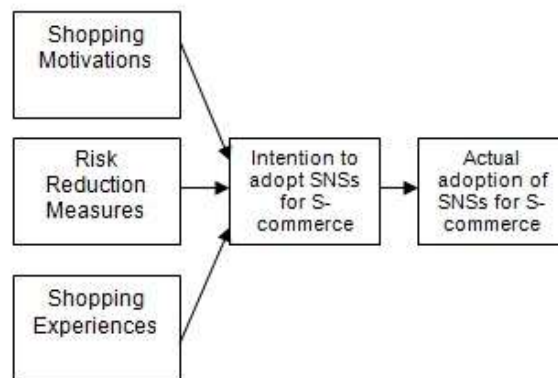 Shopping
Motivations
Risk
Reduction
Measures
Shopping
Experiences
Intention to
adopt SNSs
for S-
commerce
Actual
adoption of
SNSs for S-
commerce